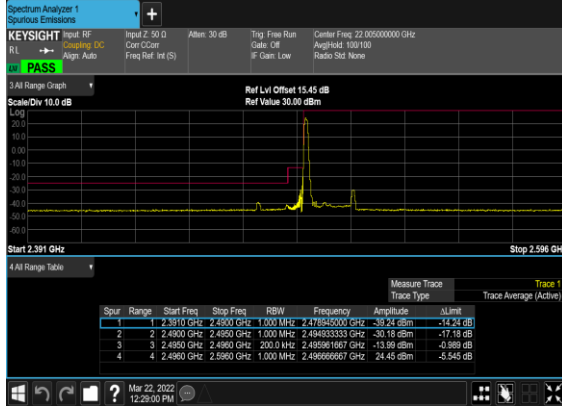 Spectrum Analyzer 1
Spurious Emissions
+
KEYSIGHT Input: RF Input Z: 50 Ω Atten: 30 dB Trig: Free Run Center Freq: 22.005000000 GHz
RL Coupling: DC Corr CCorr Gate: Off Avg|Hold: 100/100
Align: Auto Freq Ref: Int (S) IF Gain: Low Radio Std: None
PASS
3 All Range Graph Ref Lvl Offset 15.45 dB
Scale/Div 10.0 dB Ref Value 30.00 dBm
Log
20.0
10.0
0.00
-10.0
-20.0
-30.0
-40.0
-50.0
-60.0
Start 2.391 GHz Stop 2.596 GH
4 All Range Table
Measure Trace Trace 1
Trace Type Trace Average (Active)
Spur Range Start Freq Stop Freq RBW Frequency Amplitude ΔLimit
1 1 2.3910 GHz 2.4900 GHz 1.000 MHz 2.478945000 GHz -39.24 dBm -14.24 dB
2 2 2.4900 GHz 2.4950 GHz 1.000 MHz 2.494933333 GHz -30.18 dBm -17.18 dB
3 3 2.4950 GHz 2.4960 GHz 200.0 kHz 2.495961667 GHz -13.99 dBm -0.989 dB
4 4 2.4960 GHz 2.5960 GHz 1.000 MHz 2.496666667 GHz 24.45 dBm -5.545 dB
? Mar 22, 2022
12:29:00 PM